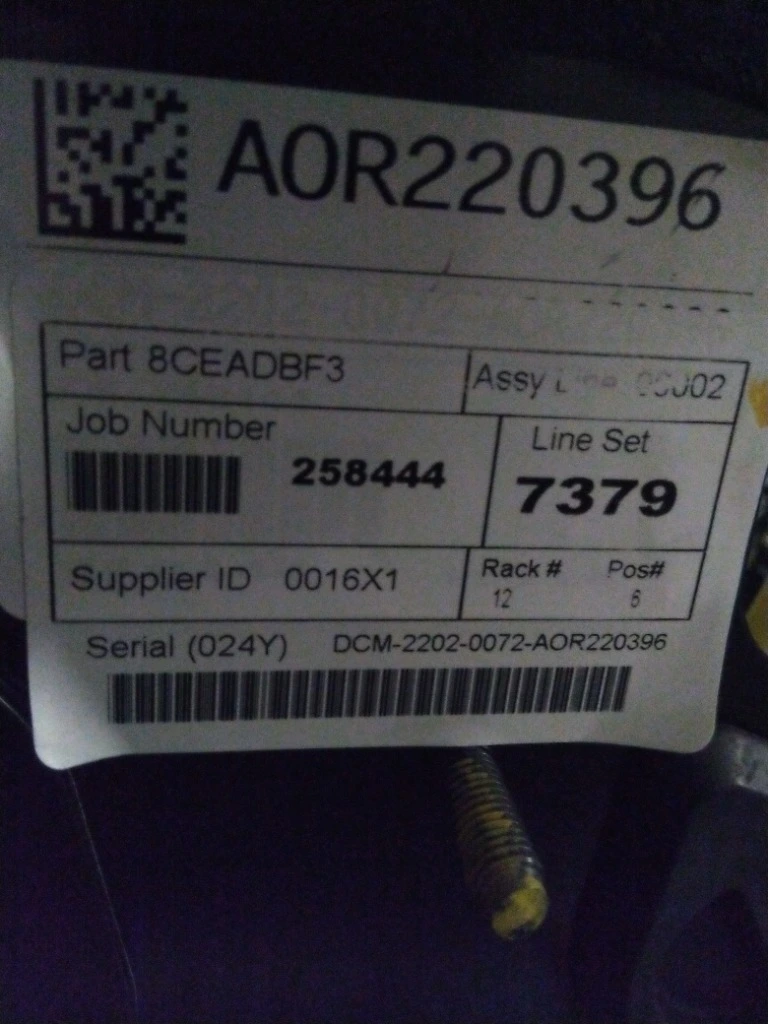 AOR220396
Part 8CEADBF3
Assy
Job Number
258444
Line Set
7379
Supplier ID 0016X1
Rack # Pos#
12 6
Serial (024Y) DCM-2202-0072-AOR220396